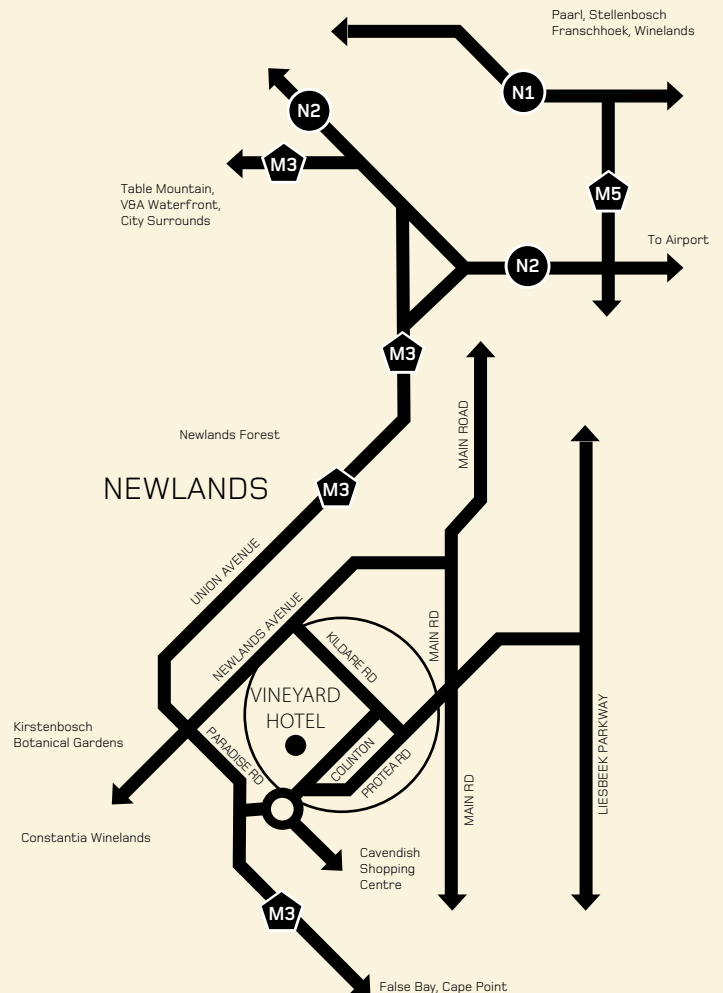 Paarl, Stellenbosch
Franschhoek, Winelands
N1
N2
M3
M5
Table Mountain,
V&A Waterfront,
City Surrounds
To Airport
N2
M3
Newlands Forest
MAIN ROAD
NEWLANDS
M3
UNION AVENUE
NEWLANDS AVENUE
KILDARE RD
MAIN RD
VINEYARD
HOTEL
Kirstenbosch
Botanical Gardens
PARADISE RD
COLINTON
PROTEA RD
MAIN RD
LIESBEEK PARKWAY
Constantia Winelands
Cavendish
Shopping
Centre
M3
False Bay, Cape Point